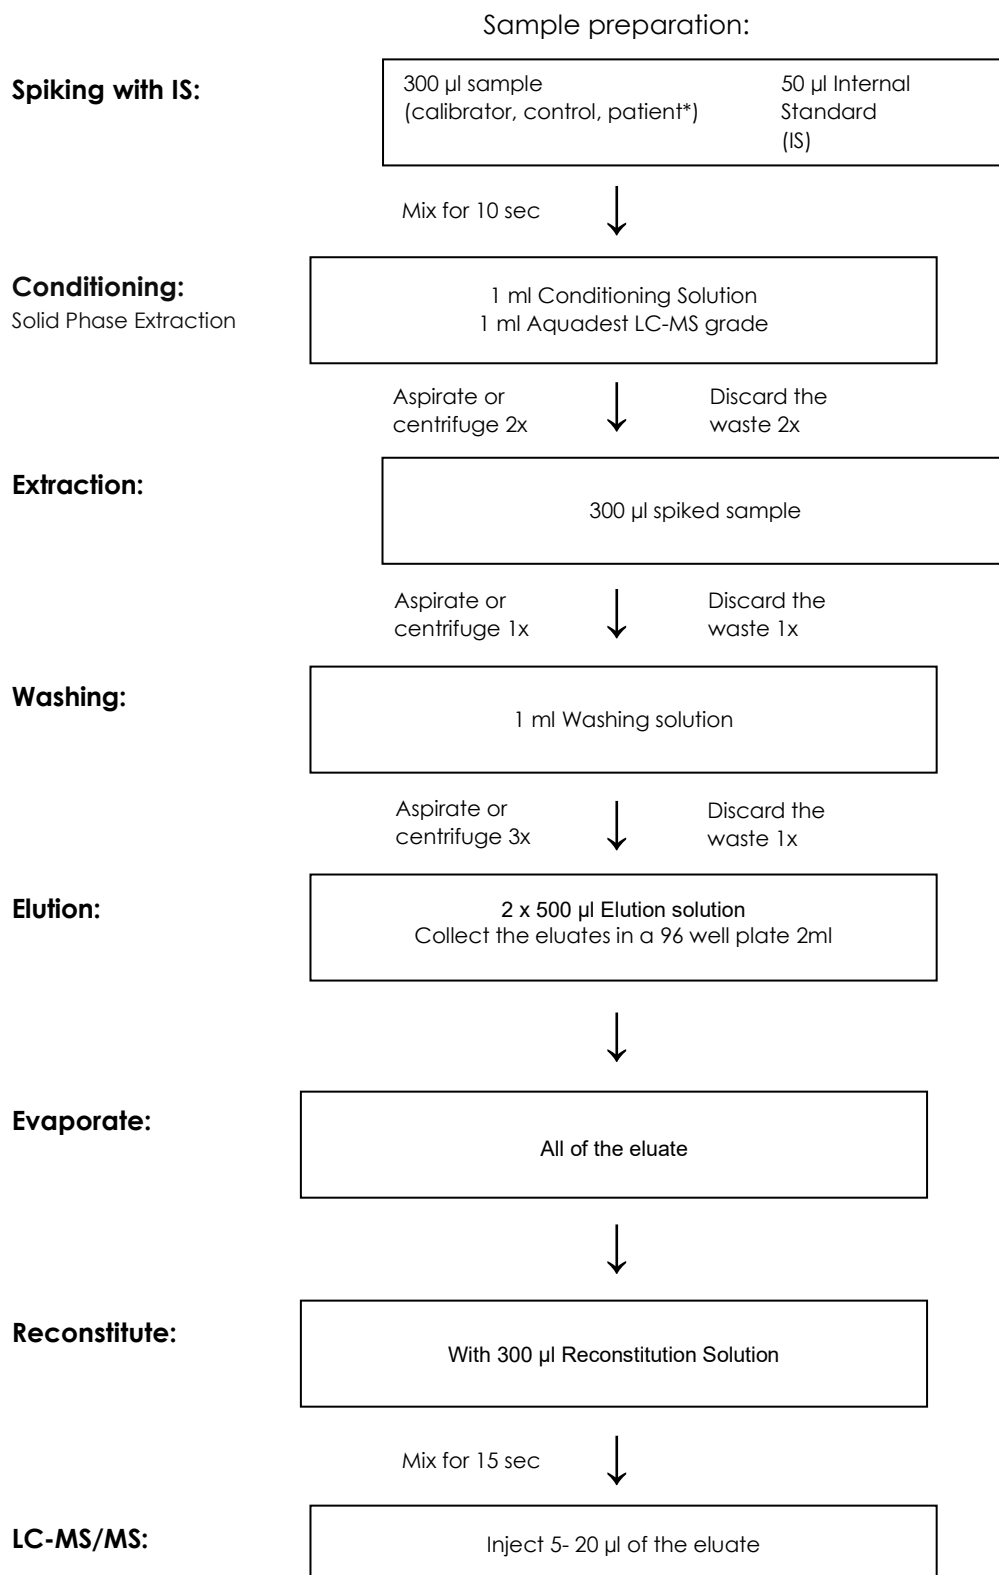 Sample preparation:
Spiking with IS:
300 µl sample
(calibrator, control, patient*)
50 µl Internal
Standard
(IS)
Mix for 10 sec
Conditioning:
Solid Phase Extraction
1 ml Conditioning Solution
1 ml Aquadest LC-MS grade
Aspirate or
centrifuge 2x
Discard the
waste 2x
Extraction:
300 µl spiked sample
Aspirate or
centrifuge 1x
Discard the
waste 1x
Washing:
1 ml Washing solution
Aspirate or
centrifuge 3x
Discard the
waste 1x
Elution:
2 x 500 µl Elution solution
Collect the eluates in a 96 well plate 2ml
Evaporate:
All of the eluate
Reconstitute:
With 300 µl Reconstitution Solution
Mix for 15 sec
LC-MS/MS:
Inject 5- 20 µl of the eluate